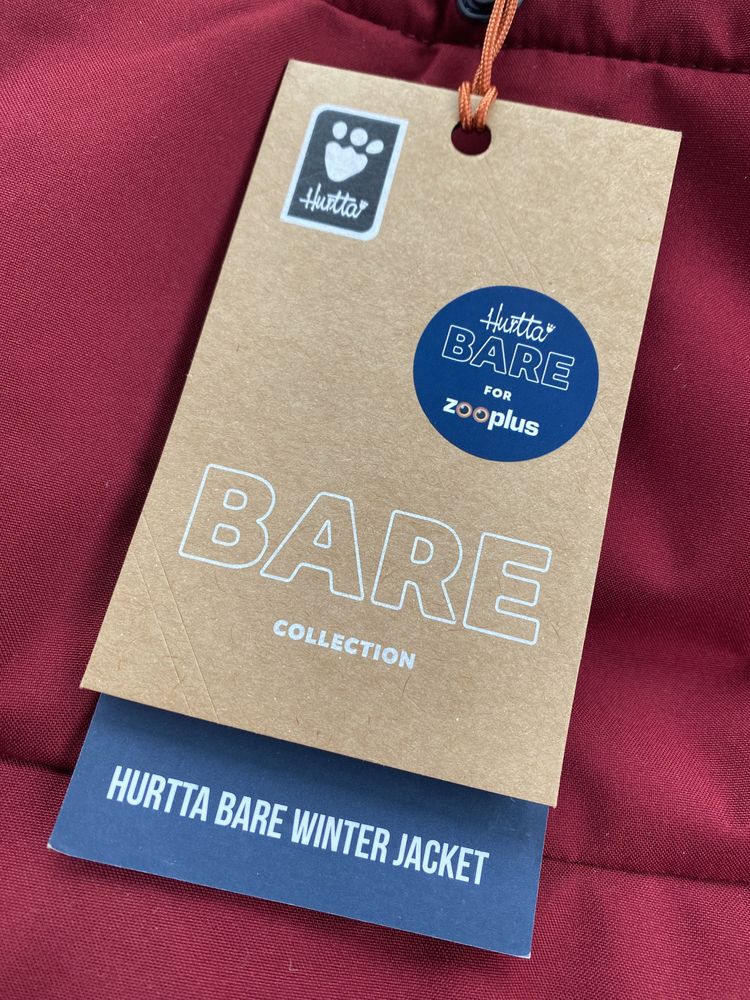 Hurtta
Hurtta
BARE
FOR
zooplus
BARE
COLLECTION
HURTTA BARE WINTER JACKET